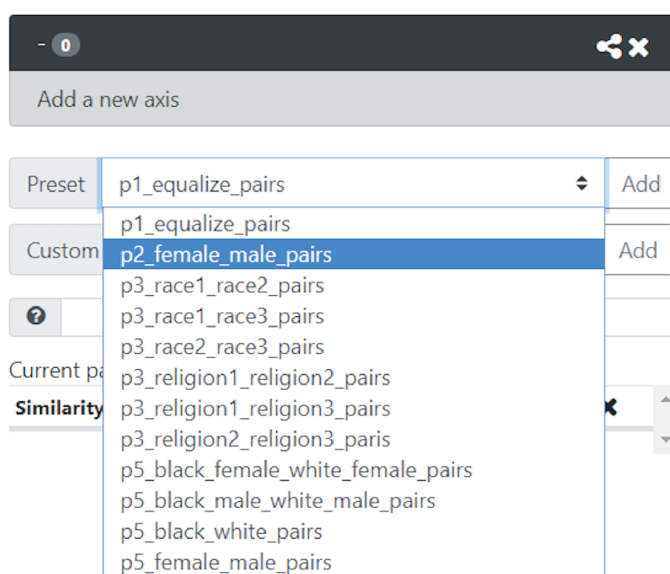 - 0
Add a new axis
Preset p1_equalize_pairs Add
p1_equalize_pairs
Custom p2_female_male_pairs Add
p3_race1_race2_pairs
p3_race1_race3_pairs
p3_race2_race3_pairs
Current pa p3_religion1_religion2_pairs
Similarity p3_religion1_religion3_pairs
p3_religion2_religion3_paris
p5_black_female_white_female_pairs
p5_black_male_white_male_pairs
p5_black_white_pairs
p5_female_male_pairs